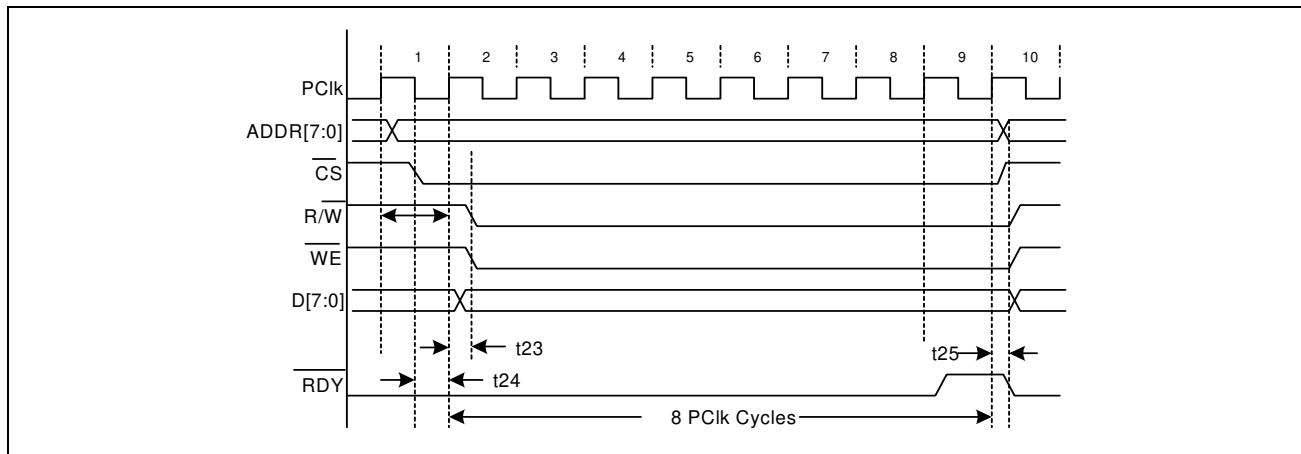 1 2 3 4 5 6 7 8 9 10
PClk
ADDR[7:0]
CS
R/W
WE
D[7:0]
t23
t25
RDY
t24
8 PClk Cycles